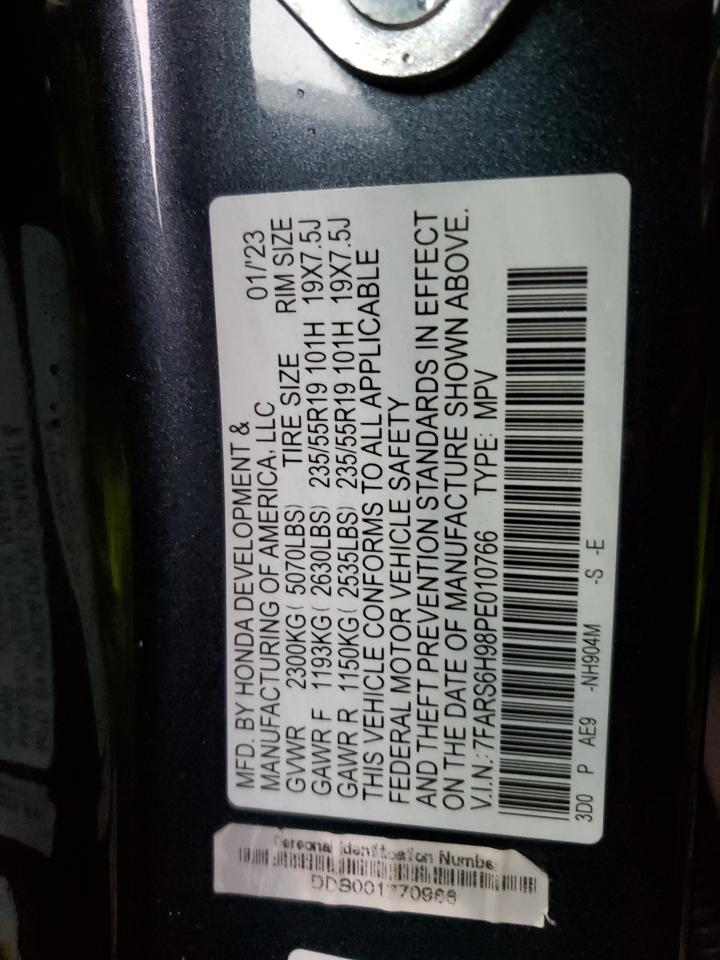 MFD. BY HONDA DEVELOPMENT &
MANUFACTURING OF AMERICA, LLC 01/'23
GVWR 2300KG( 5070LBS) TIRE SIZE RIM SIZE
GAWR F 1193KG( 2630LBS) 235/55R19 101H 19X7.5J
GAWR R 1150KG( 2535LBS) 235/55R19 101H 19X7.5J
THIS VEHICLE CONFORMS TO ALL APPLICABLE
FEDERAL MOTOR VEHICLE SAFETY
AND THEFT PREVENTION STANDARDS IN EFFECT
ON THE DATE OF MANUFACTURE SHOWN ABOVE.
V.I.N.: 7FARS6H98PE010766 TYPE: MPV
3D0 P AE9 -NH904M -S -E
Personal Identification Numbe